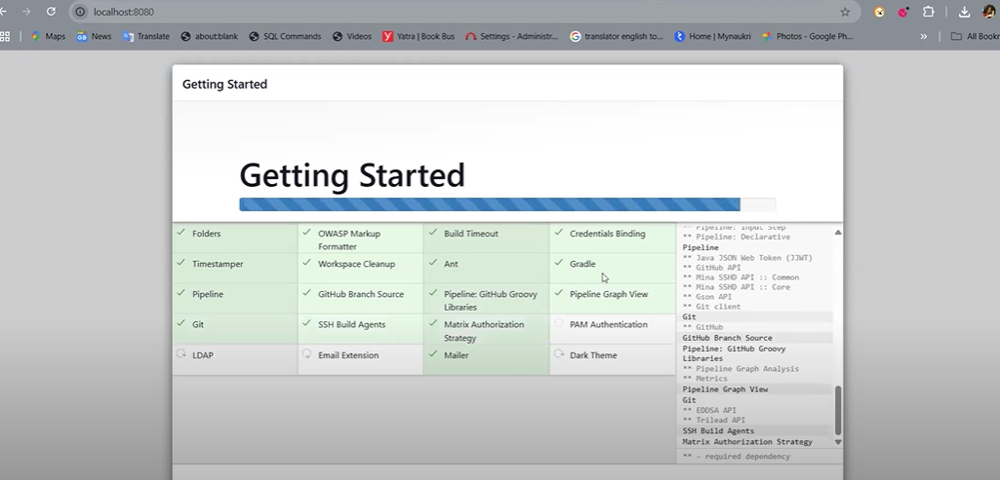 localhost:8080
Maps
News
Translate
about:blank
SQL Commands
Videos
Yatra | Book Bus
Settings - Administr...
translator english to...
Home | Mynaukri
Photos - Google Ph...
»
All Bookm
Getting Started
Getting Started
Folders
OWASP Markup
Formatter
Build Timeout
Credentials Binding
Timestamper
Workspace Cleanup
Ant
Gradle
Pipeline
GitHub Branch Source
Pipeline: GitHub Groovy
Libraries
Pipeline Graph View
Git
SSH Build Agents
Matrix Authorization
Strategy
PAM Authentication
LDAP
Email Extension
Mailer
Dark Theme
** Pipeline: Input Step
** Pipeline: Declarative
Pipeline
** Java JSON Web Token (JJWT)
** GitHub API
** Mina SSHD API :: Common
** Mina SSHD API :: Core
** Gson API
** Git client
Git
** GitHub
GitHub Branch Source
Pipeline: GitHub Groovy
Libraries
** Pipeline Graph Analysis
** Metrics
Pipeline Graph View
Git
** EDDSA API
** Trilead API
SSH Build Agents
Matrix Authorization Strategy
** - required dependency